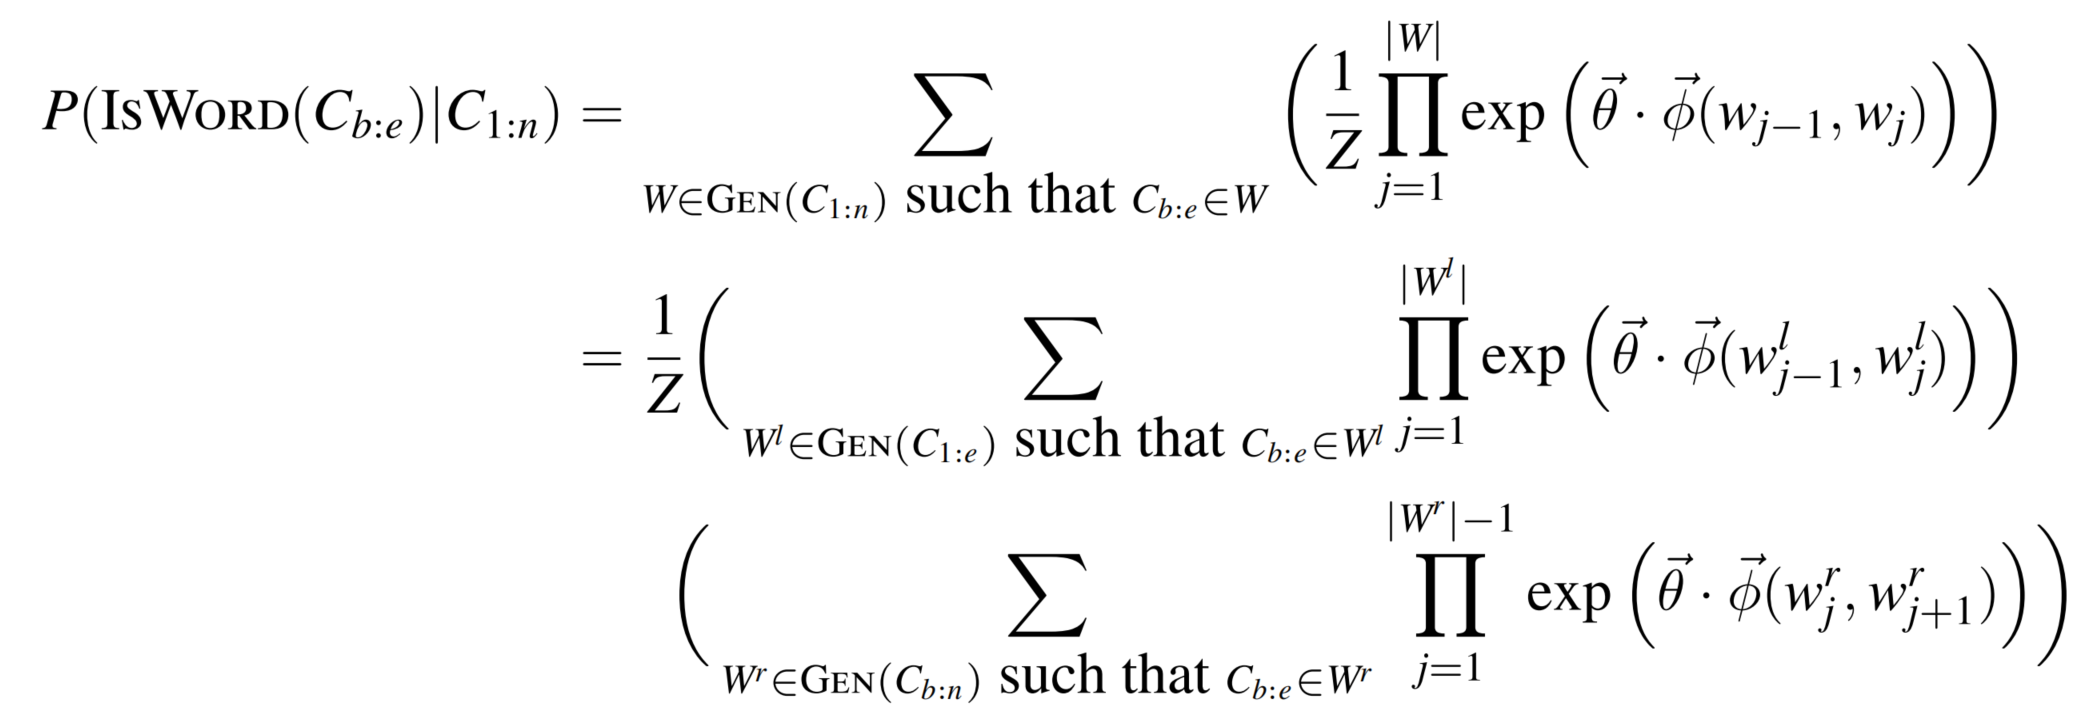 P(IsWord(C_{b:e})|C_{1:n}) = \sum_{W∈Gen(C_{1:n}) such that C_{b:e}∈W} ( \frac{1}{Z} \prod_{j=1}^{|W|} exp ( \vec{θ} · \vec{ϕ}(w_{j−1}, w_j) ) )
= \frac{1}{Z} ( \sum_{W^l∈Gen(C_{1:e}) such that C_{b:e}∈W^l} \prod_{j=1}^{|W^l|} exp ( \vec{θ} · \vec{ϕ}(w^l_{j−1}, w^l_j) ) )
( \sum_{W^r∈Gen(C_{b:n}) such that C_{b:e}∈W^r} \prod_{j=1}^{|W^r|−1} exp ( \vec{θ} · \vec{ϕ}(w^r_j, w^r_{j+1}) ) )